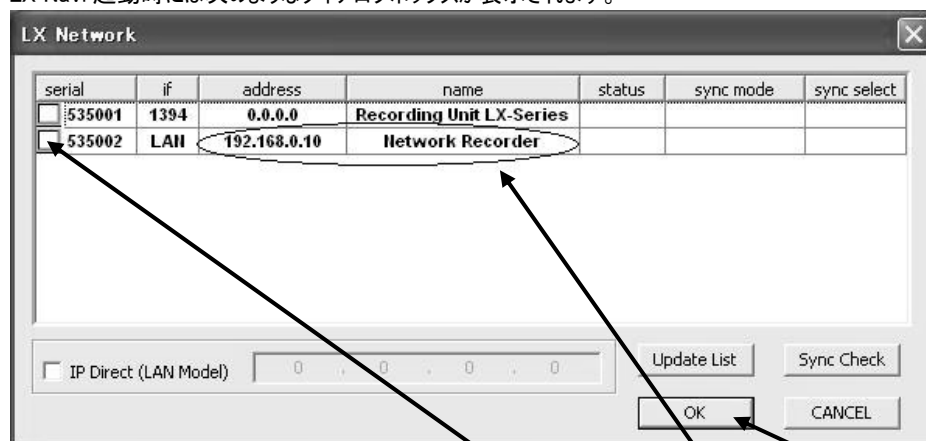 LX Navi 起動時には次のようなダイアログボックスが表示されます。
LX Network
serial if address name status sync mode sync select
535001 1394 0.0.0.0 Recording Unit LX-Series
535002 LAN 192.168.0.10 Network Recorder
IP Direct (LAN Model) 0 . 0 . 0 . 0 Update List Sync Check
OK CANCEL